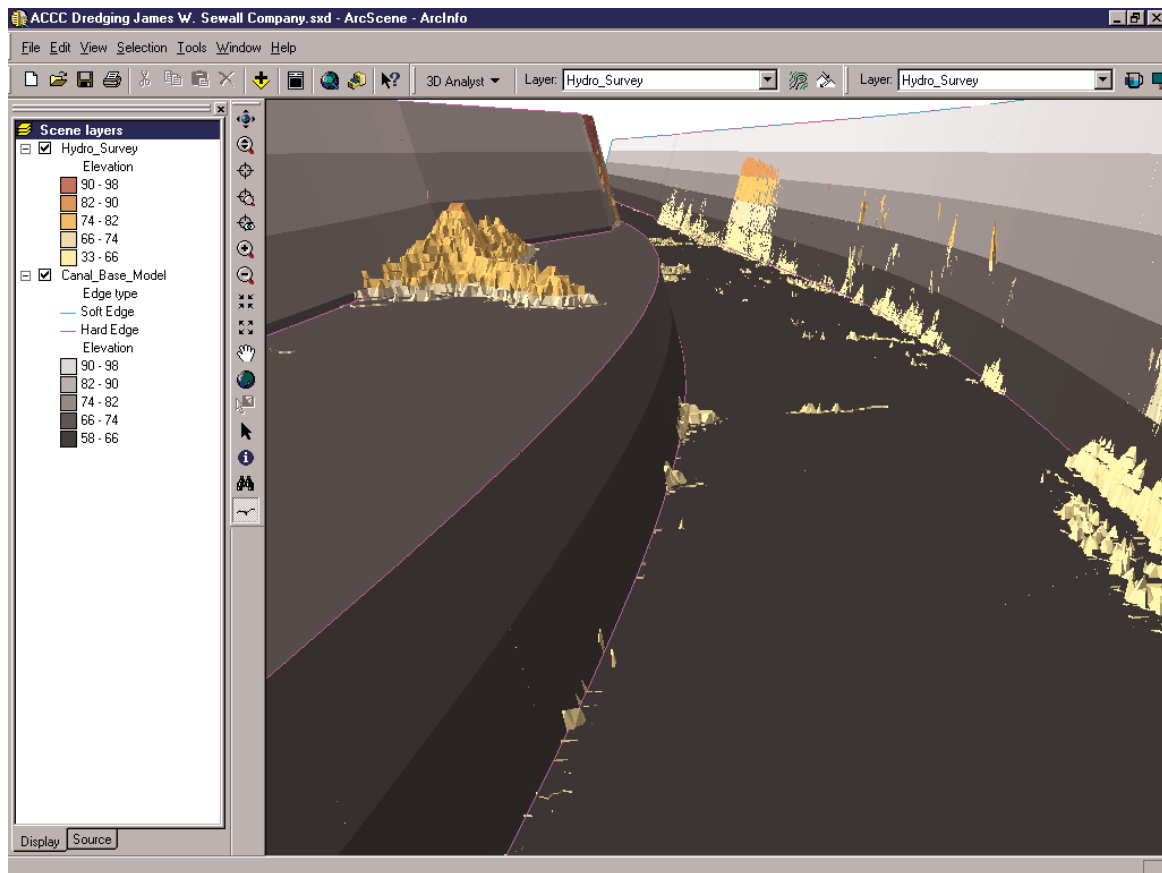 ACCC Dredging James W. Sewall Company.sxd - ArcScene - ArcInfo
File Edit View Selection Tools Window Help
3D Analyst Layer: Hydro_Survey Layer: Hydro_Survey
Scene layers
Hydro_Survey
Elevation
90 - 98
82 - 90
74 - 82
66 - 74
33 - 66
Canal_Base_Model
Edge type
Soft Edge
Hard Edge
Elevation
90 - 98
82 - 90
74 - 82
66 - 74
58 - 66
Display Source